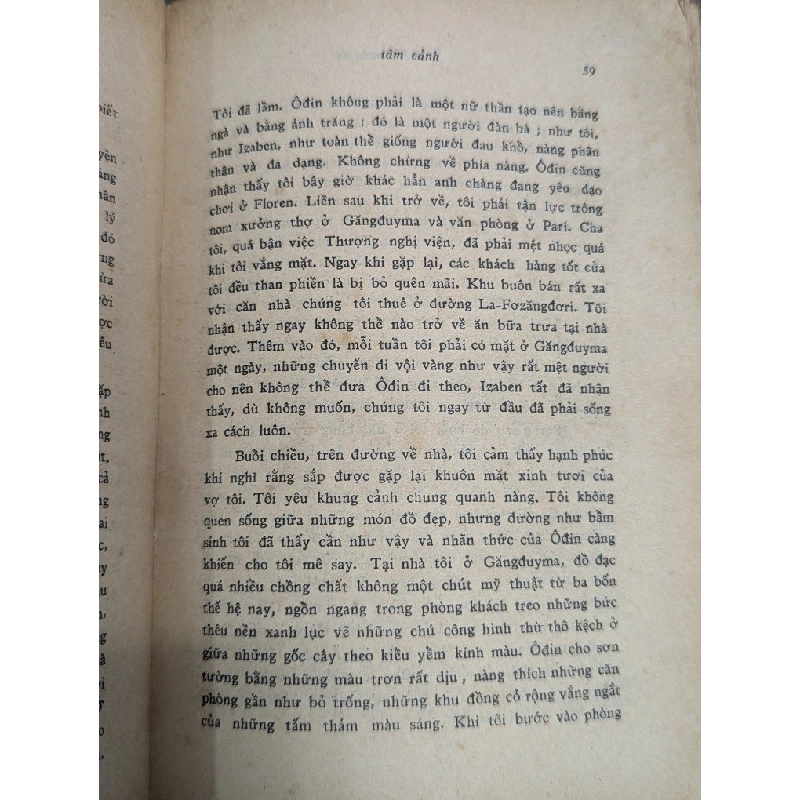 tâm cảnh
59
Tôi đã lầm. Ôđin không phải là một nữ thần tạo nên bằng
ngà và bằng ánh trăng ; đó là một người đàn bà ; như tôi,
như Izaben, như toàn thể giống người đau khổ, nàng phân
thân và đa dạng. Không chừng về phía nàng. Ôđin cũng
nhận thấy tôi bây giờ khác hẳn anh chàng đang yêu dạo
chơi ở Floren. Liền sau khi trở về, tôi phải tận lực trông
nom xưởng thợ ở Găngđuyma và văn phòng ở Pari. Cha
tôi, quá bận việc Thượng nghị viện, đã phải mệt nhọc quá
khi tôi vắng mặt. Ngay khi gặp lại, các khách hàng tốt của
tôi đều than phiền là bị bỏ quên mãi. Khu buôn bán rất xa
với căn nhà chúng tôi thuê ở đường La-Fozăngđơri. Tôi
nhận thấy ngay không thể nào trở về ăn bữa trưa tại nhà
được. Thêm vào đó, mỗi tuần tôi phải có mặt ở Găngđuyma
một ngày, những chuyến đi vội vàng như vậy rất mệt người
cho nên không thể đưa Ôđin đi theo, Izaben tất đã nhận
thấy, dù không muốn, chúng tôi ngay từ đầu đã phải sống
xa cách luôn.
Buổi chiều, trên đường về nhà, tôi cảm thấy hạnh phúc
khi nghĩ rằng sắp được gặp lại khuôn mặt xinh tươi của
vợ tôi. Tôi yêu khung cảnh chung quanh nàng. Tôi không
quen sống giữa những món đồ đẹp, nhưng dường như bẩm
sinh tôi đã thấy cần như vậy và nhãn thức của Ôđin càng
khiến cho tôi mê say. Tại nhà tôi ở Găngđuyma, đồ đạc
quá nhiều chồng chất không một chút mỹ thuật từ ba bốn
thế hệ nay, ngổn ngang trong phòng khách treo những bức
thêu nền xanh lục vẽ những chú công hình thù thô kệch ở
giữa những gốc cây theo kiểu yềm kính màu. Ôđin cho sơn
tường bằng những màu trơn rất dịu, nàng thích những căn
phòng gần như bỏ trống, những khu đồng cỏ rộng vắng ngắt
của những tấm thảm màu sáng. Khi tôi bước vào phòng